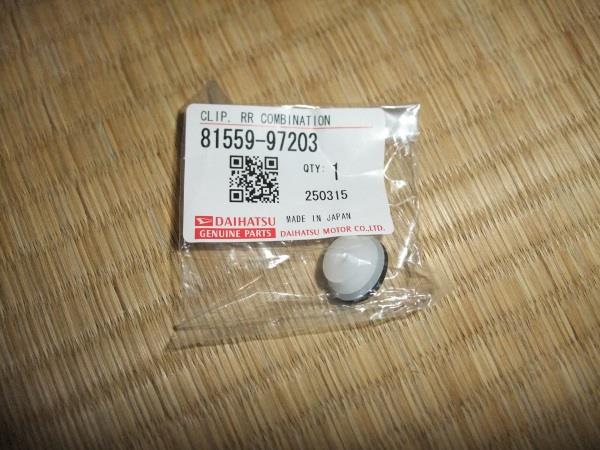 CLIP, RR COMBINATION
81559-97203
QTY: 1
250315
DAIHATSU MADE IN JAPAN
GENUINE PARTS DAIHATSU MOTOR CO.,LTD.